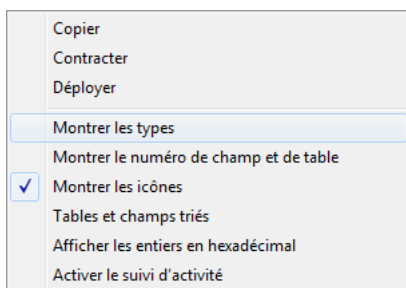 Copier
Contracter
Déployer
Montrer les types
Montrer le numéro de champ et de table
Montrer les icônes
Tables et champs triés
Afficher les entiers en hexadécimal
Activer le suivi d'activité